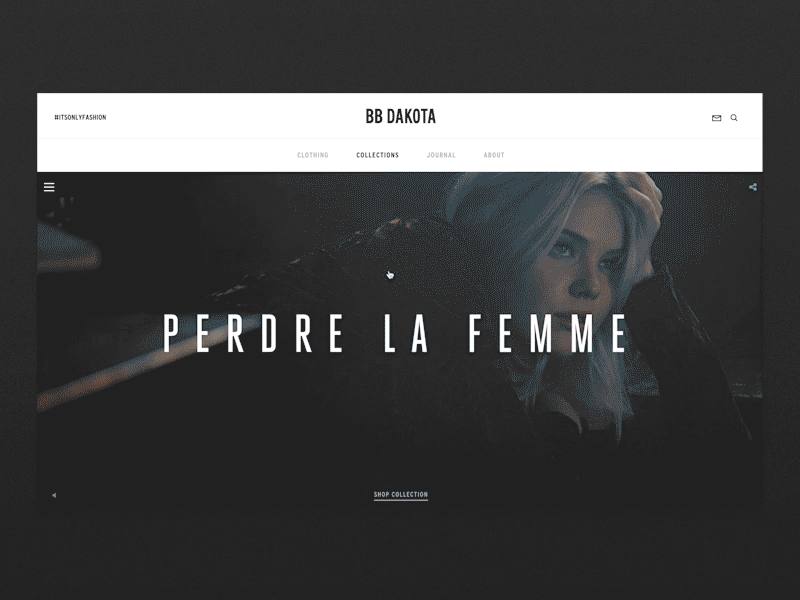 #ITSONLYFASHION
BB DAKOTA
CLOTHING COLLECTIONS JOURNAL ABOUT
PERDRE LA FEMME
SHOP COLLECTION